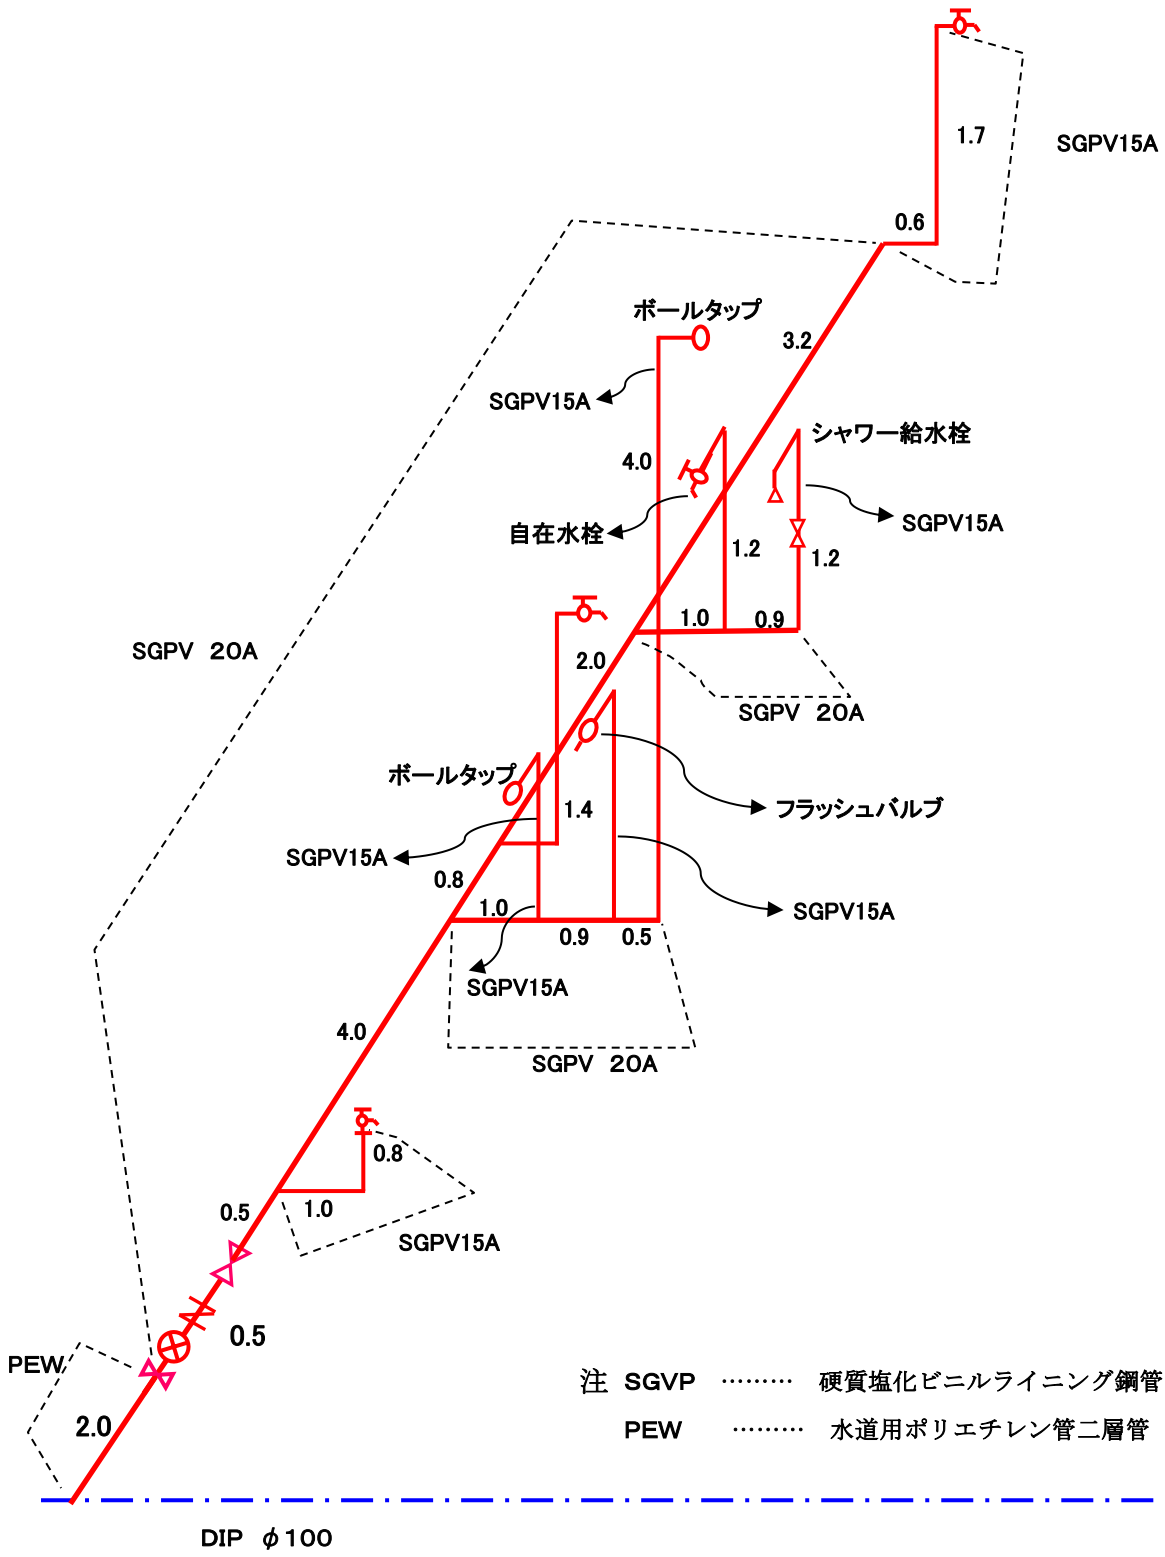 1.7
SGPV15A
0.6
ボールタップ
3.2
SGPV15A
シャワー給水栓
4.0
SGPV15A
自在水栓
1.2
1.2
1.0
0.9
SGPV 20A
2.0
SGPV 20A
ボールタップ
1.4
フラッシュバルブ
SGPV15A
0.8
1.0
SGPV15A
0.9
0.5
SGPV15A
4.0
SGPV 20A
0.8
1.0
0.5
SGPV15A
0.5
PEW
2.0
注 SGVP ········· 硬質塩化ビニルライニング鋼管
PEW ·········· 水道用ポリエチレン管二層管
DIP φ100